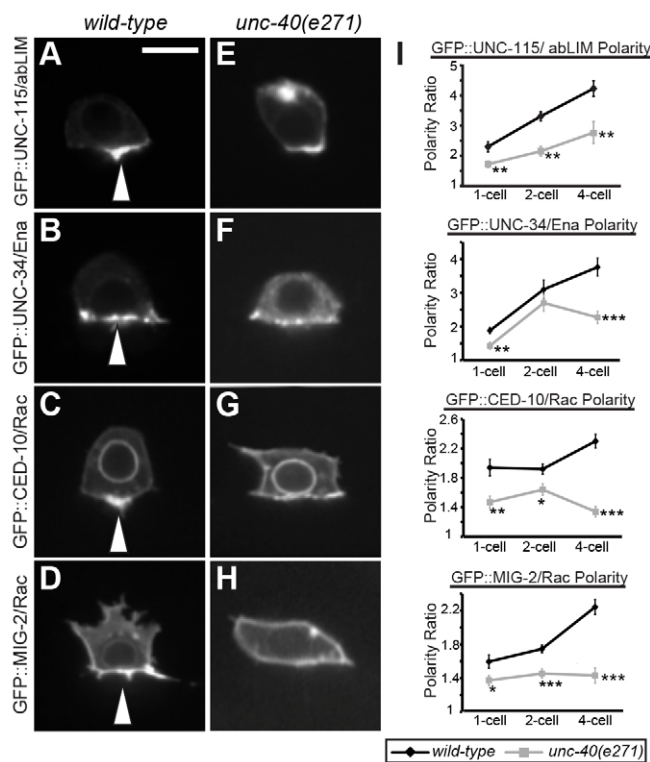 wild-type unc-40(e271)
A E I
GFP::UNC-115/abLIM
B F
GFP::UNC-34/Ena
C G
GFP::CED-10/Rac
D H
GFP::MIG-2/Rac
GFP::UNC-115/ abLIM Polarity
Polarity Ratio
5
4
3
2
1
** ** **
1-cell 2-cell 4-cell
GFP::UNC-34/Ena Polarity
Polarity Ratio
4
3
2
1
** ***
1-cell 2-cell 4-cell
GFP::CED-10/Rac Polarity
Polarity Ratio
2.6
2.2
1.8
1.4
1
** * ***
1-cell 2-cell 4-cell
GFP::MIG-2/Rac Polarity
Polarity Ratio
2.2
1.8
1.4
1
* *** ***
1-cell 2-cell 4-cell
wild-type unc-40(e271)